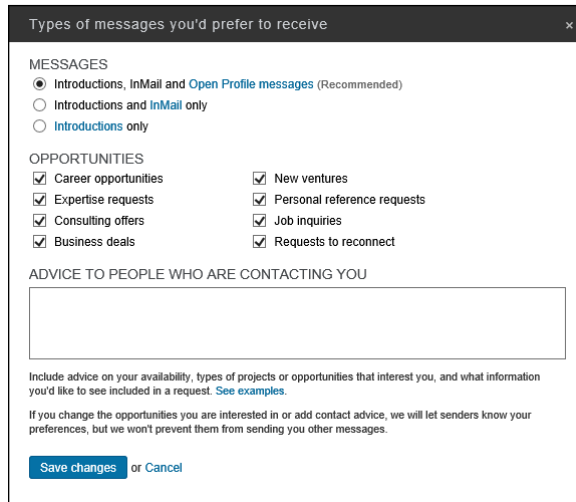 Types of messages you'd prefer to receive ×
MESSAGES
Introductions, InMail and Open Profile messages (Recommended)
Introductions and InMail only
Introductions only
OPPORTUNITIES
Career opportunities New ventures
Expertise requests Personal reference requests
Consulting offers Job inquiries
Business deals Requests to reconnect
ADVICE TO PEOPLE WHO ARE CONTACTING YOU
Include advice on your availability, types of projects or opportunities that interest you, and what information
you'd like to see included in a request. See examples.
If you change the opportunities you are interested in or add contact advice, we will let senders know your
preferences, but we won't prevent them from sending you other messages.
Save changes or Cancel